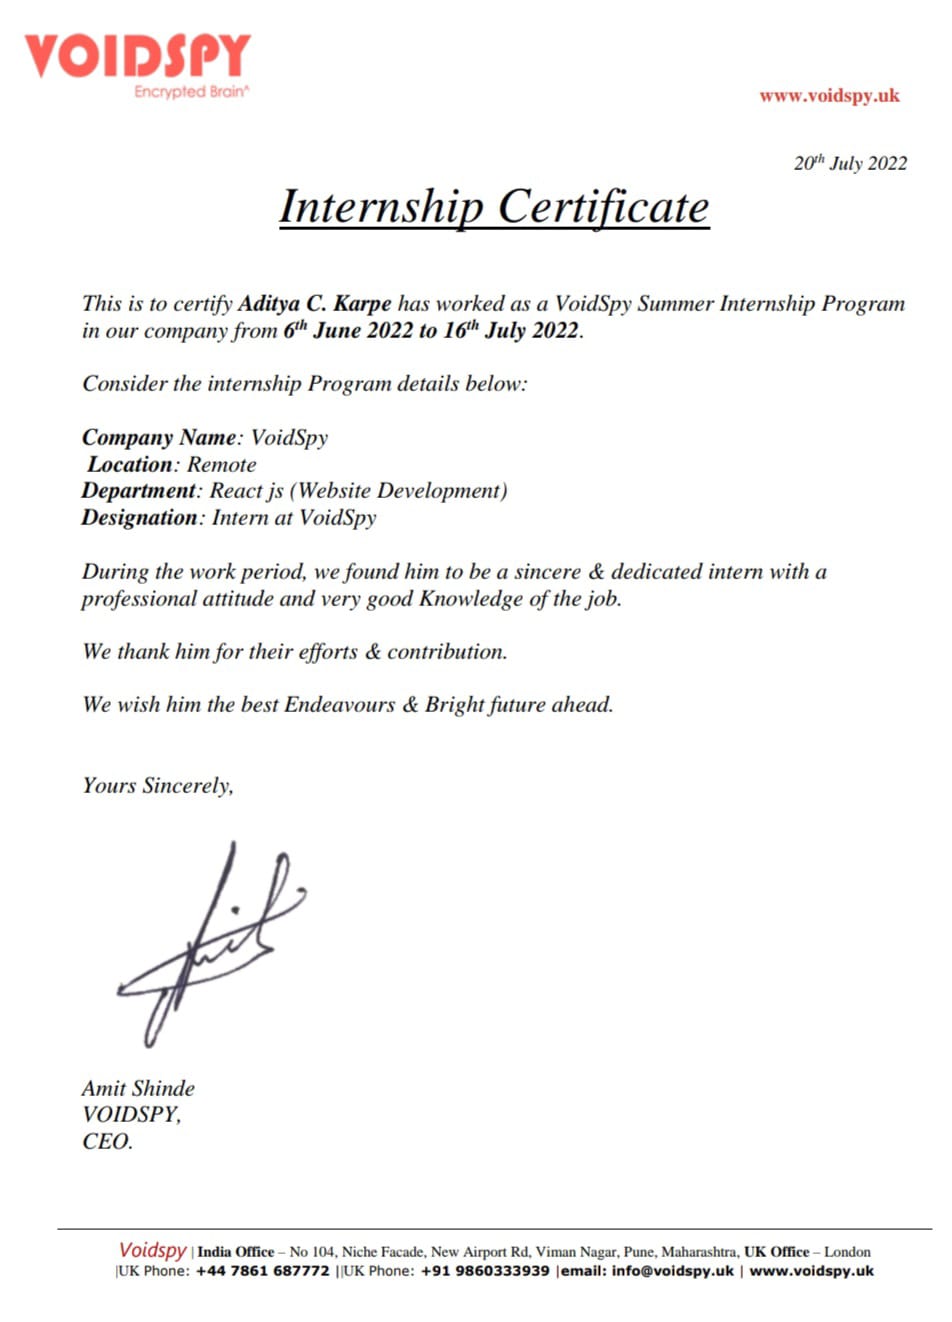 VOIDSPY
Encrypted Brain^
www.voidspy.uk
20th July 2022
Internship Certificate
This is to certify Aditya C. Karpe has worked as a VoidSpy Summer Internship Program
in our company from 6th June 2022 to 16th July 2022.
Consider the internship Program details below:
Company Name: VoidSpy
Location: Remote
Department: React js (Website Development)
Designation: Intern at VoidSpy
During the work period, we found him to be a sincere & dedicated intern with a
professional attitude and very good Knowledge of the job.
We thank him for their efforts & contribution.
We wish him the best Endeavours & Bright future ahead.
Yours Sincerely,
Amit Shinde
VOIDSPY,
CEO.
Voidspy | India Office – No 104, Niche Facade, New Airport Rd, Viman Nagar, Pune, Maharashtra, UK Office – London
|UK Phone: +44 7861 687772 ||UK Phone: +91 9860333939 |email: info@voidspy.uk | www.voidspy.uk